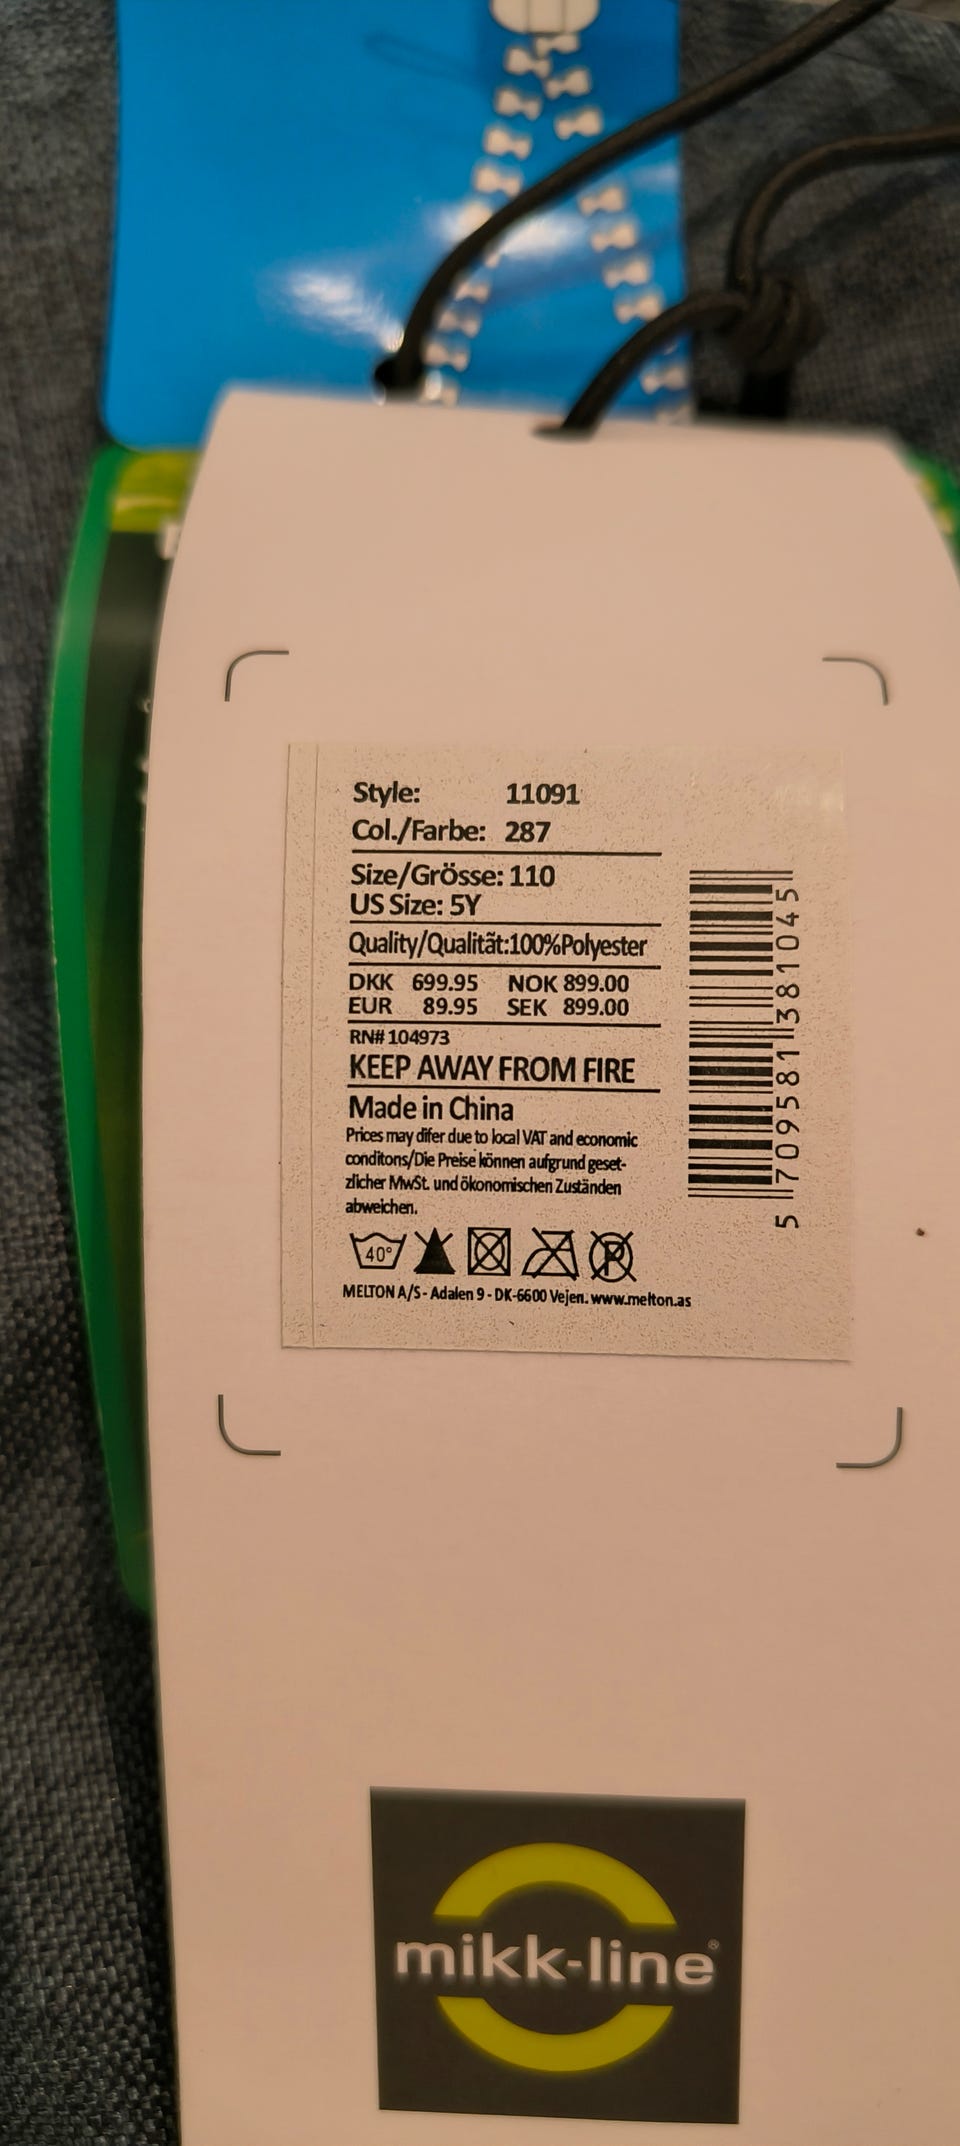 Style: 11091
Col./Farbe: 287
Size/Grösse: 110
US Size: 5Y
Quality/Qualität:100%Polyester
DKK 699.95 NOK 899.00
EUR 89.95 SEK 899.00
RN# 104973
KEEP AWAY FROM FIRE
Made in China
Prices may difer due to local VAT and economic
conditons/Die Preise können aufgrund geset-
zlicher MwSt. und ökonomischen Zuständen
abweichen.
40°
P
MELTON A/S - Adalen 9 - DK-6600 Vejen. www.melton.as
5 709581 381045
mikk-line®